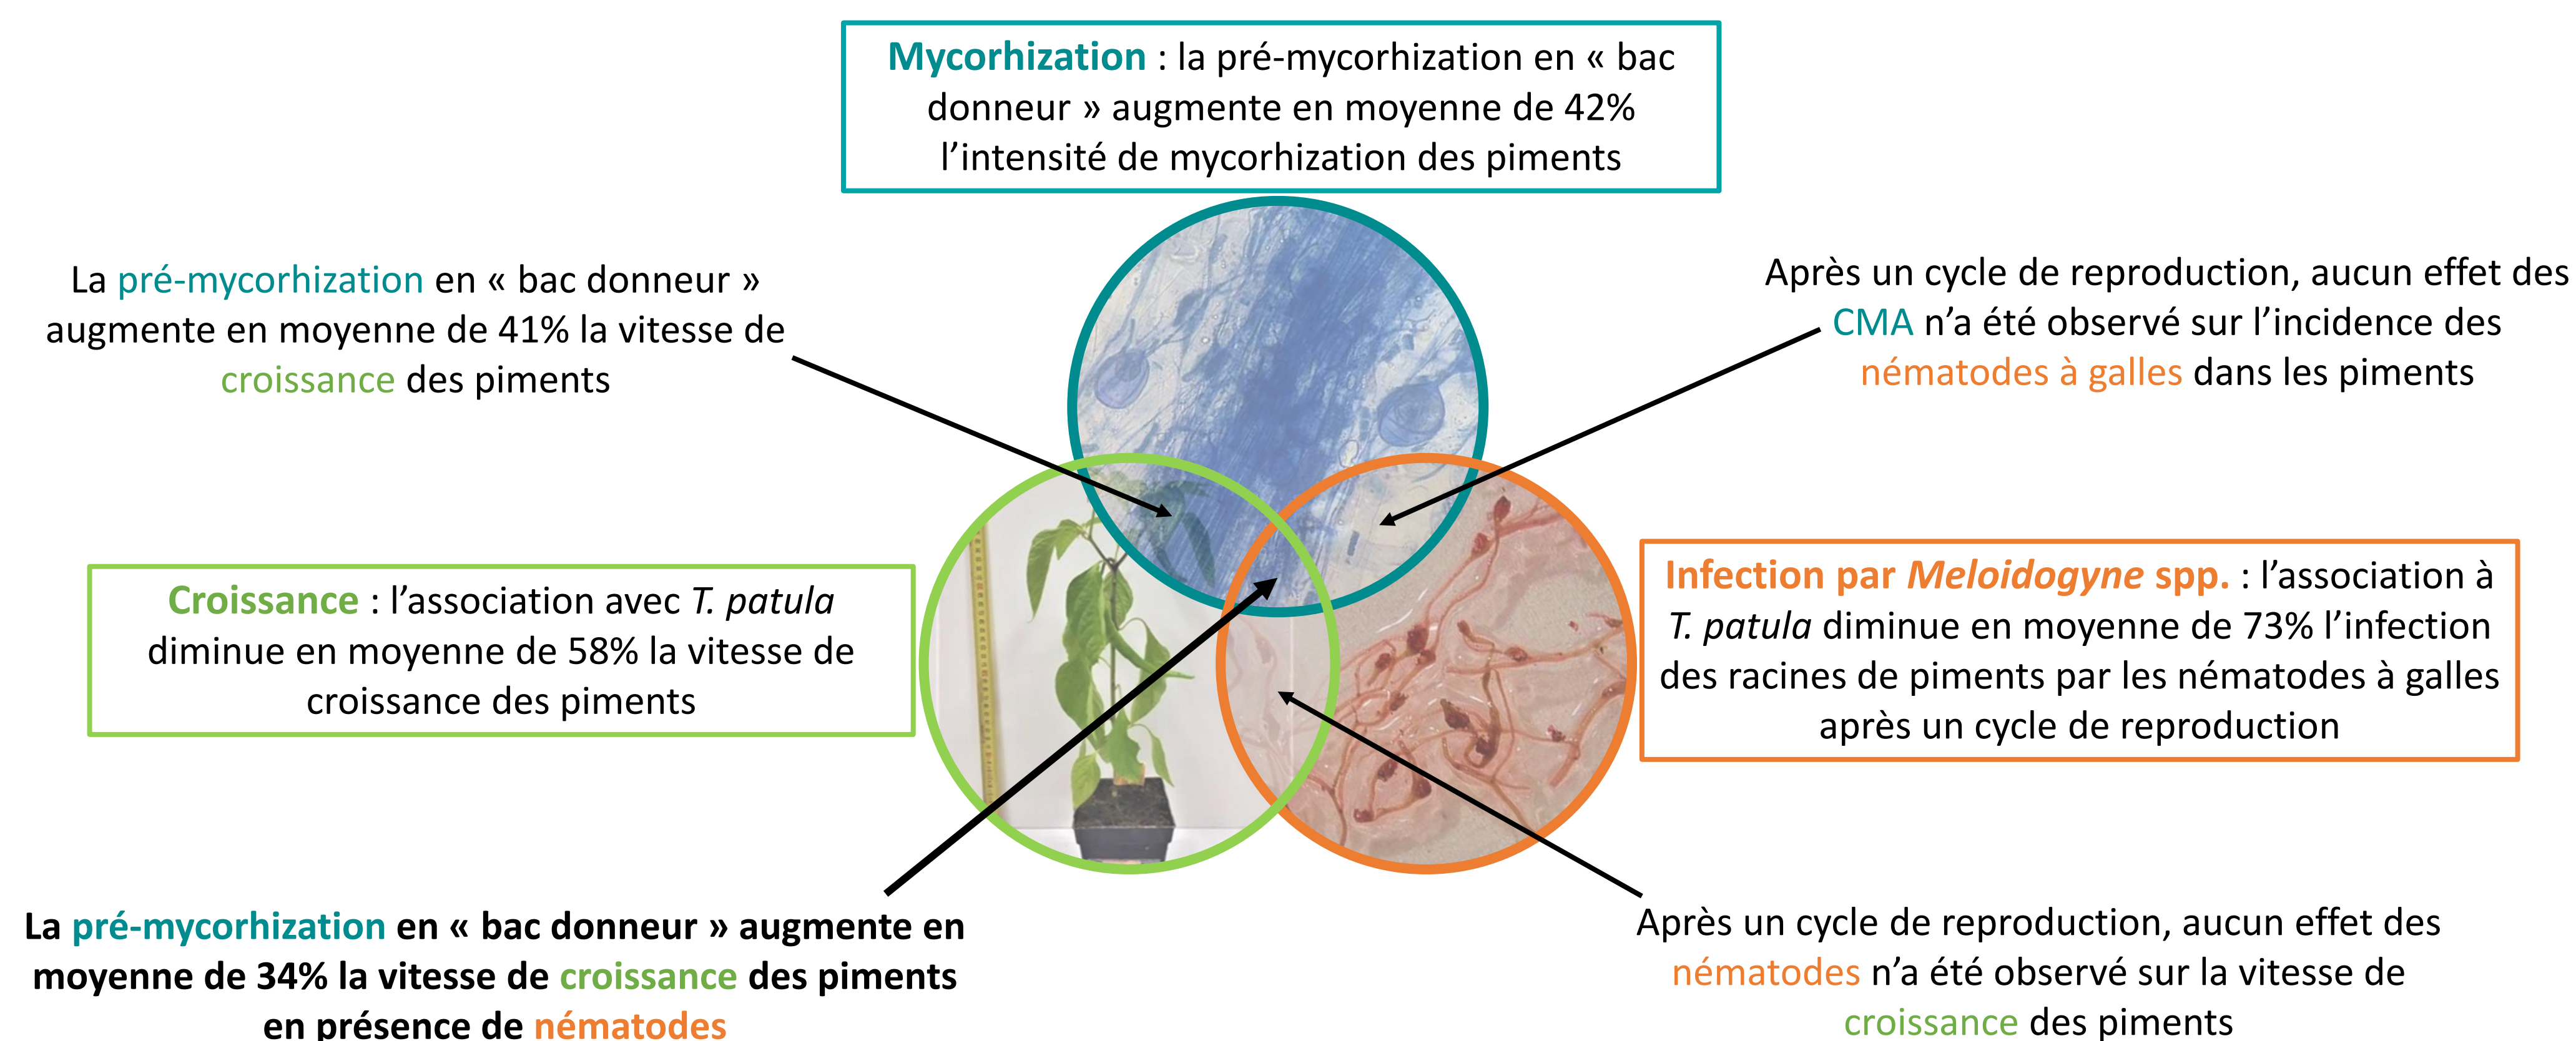 Mycorhization : la pré-mycorhization en « bac
donneur » augmente en moyenne de 42%
l’intensité de mycorhization des piments
La pré-mycorhization en « bac donneur »
augmente en moyenne de 41% la vitesse de
croissance des piments
Après un cycle de reproduction, aucun effet des
CMA n’a été observé sur l’incidence des
nématodes à galles dans les piments
Croissance : l’association avec T. patula
diminue en moyenne de 58% la vitesse de
croissance des piments
Infection par Meloidogyne spp. : l’association à
T. patula diminue en moyenne de 73% l’infection
des racines de piments par les nématodes à galles
après un cycle de reproduction
La pré-mycorhization en « bac donneur » augmente en
moyenne de 34% la vitesse de croissance des piments
en présence de nématodes
Après un cycle de reproduction, aucun effet des
nématodes n’a été observé sur la vitesse de
croissance des piments